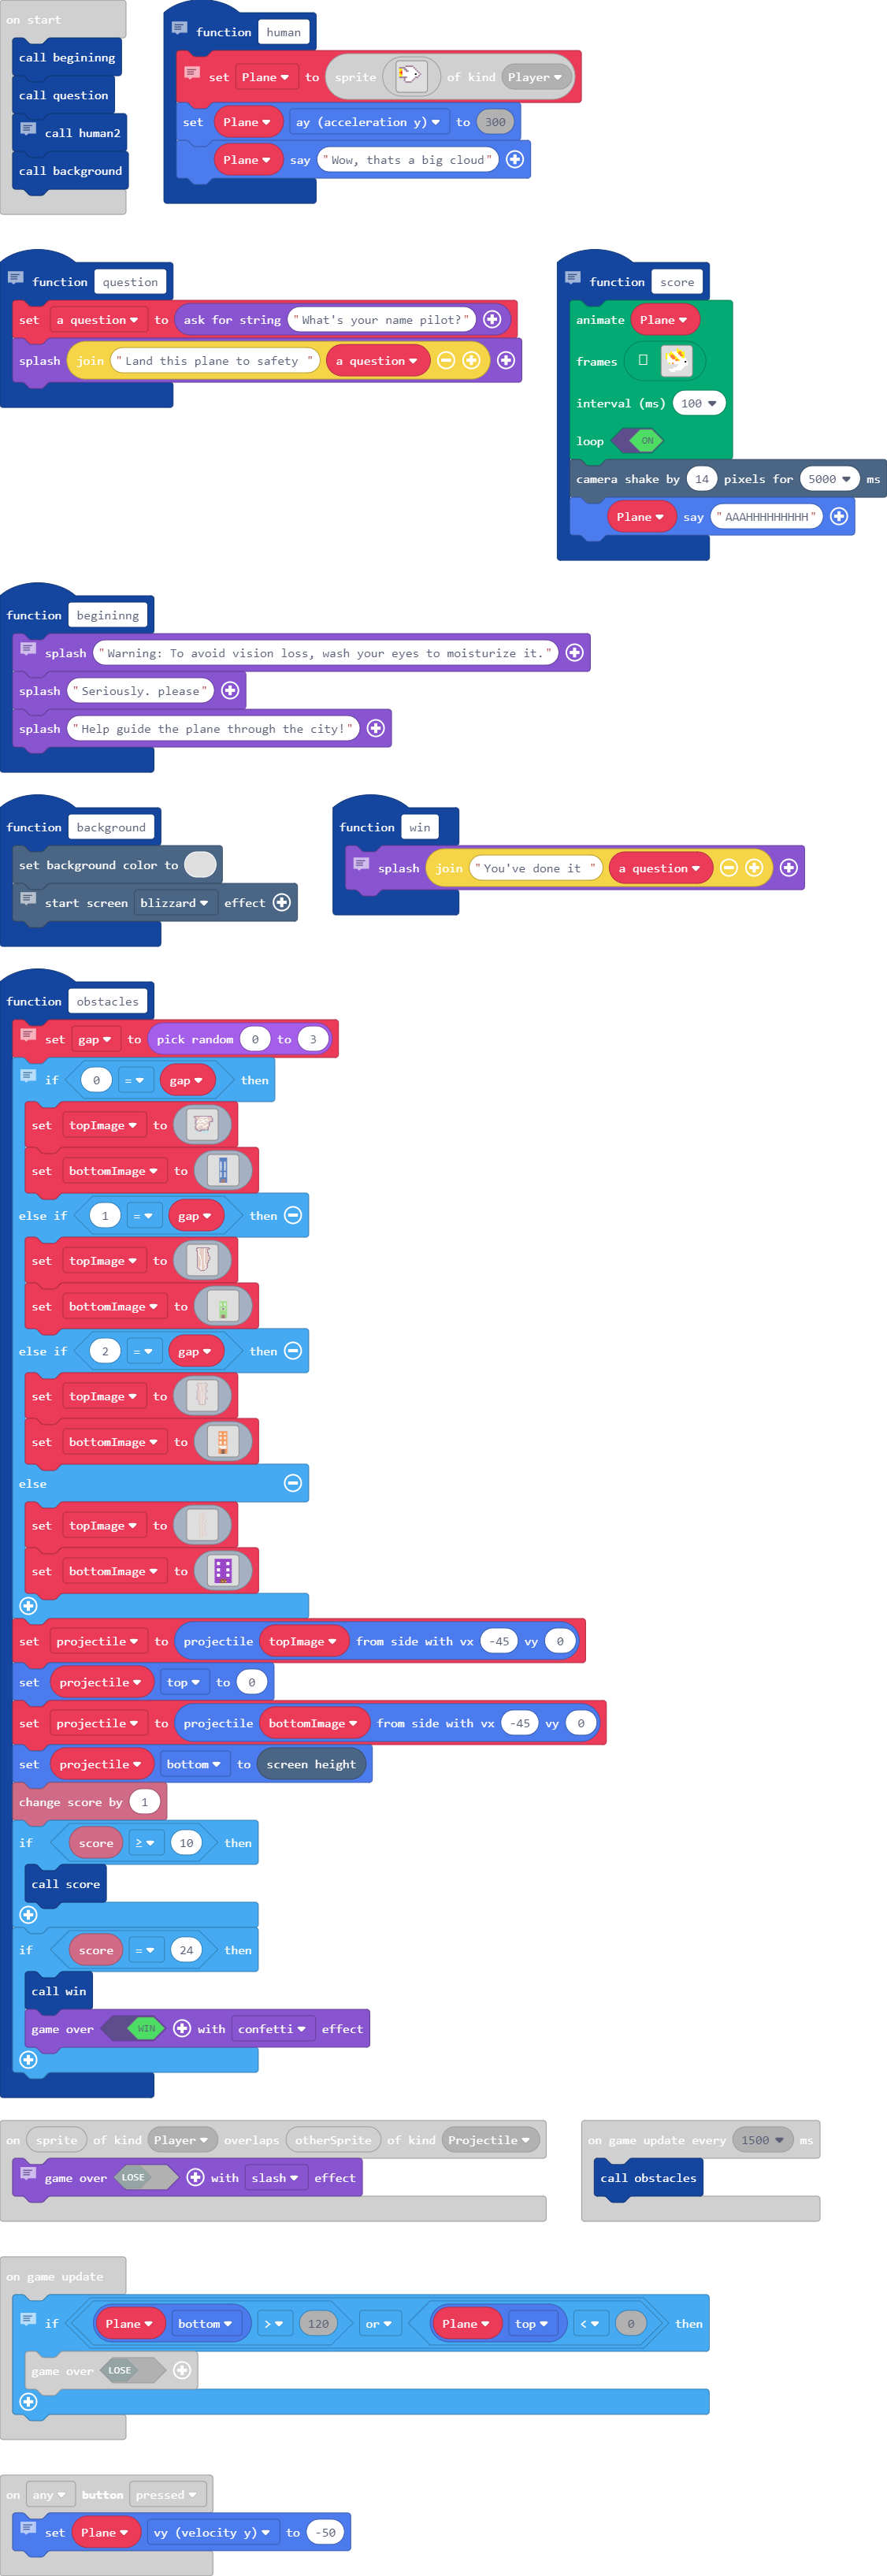 on start
call begininng
call question
call human2
call background
function human
set Plane to sprite of kind Player
set Plane ay (acceleration y) to 300
Plane say "Wow, thats a big cloud"
function question
set a question to ask for string "What's your name pilot?"
splash join "Land this plane to safety " a question
function score
animate Plane
frames
interval (ms) 100
loop ON
camera shake by 14 pixels for 5000 ms
Plane say "AAAHHHHHHHHH"
function begininng
splash "Warning: To avoid vision loss, wash your eyes to moisturize it."
splash "Seriously. please"
splash "Help guide the plane through the city!"
function background
set background color to
start screen blizzard effect
function win
splash join "You've done it " a question
function obstacles
set gap to pick random 0 to 3
if 0 = gap then
set topImage to
set bottomImage to
else if 1 = gap then
set topImage to
set bottomImage to
else if 2 = gap then
set topImage to
set bottomImage to
else
set topImage to
set bottomImage to
set projectile to projectile topImage from side with vx -45 vy 0
set projectile top to 0
set projectile to projectile bottomImage from side with vx -45 vy 0
set projectile bottom to screen height
change score by 1
if score ≥ 10 then
call score
if score = 24 then
call win
game over WIN with confetti effect
on sprite of kind Player overlaps otherSprite of kind Projectile
game over LOSE with slash effect
on game update every 1500 ms
call obstacles
on game update
if Plane bottom > 120 or Plane top < 0 then
game over LOSE
on any button pressed
set Plane vy (velocity y) to -50